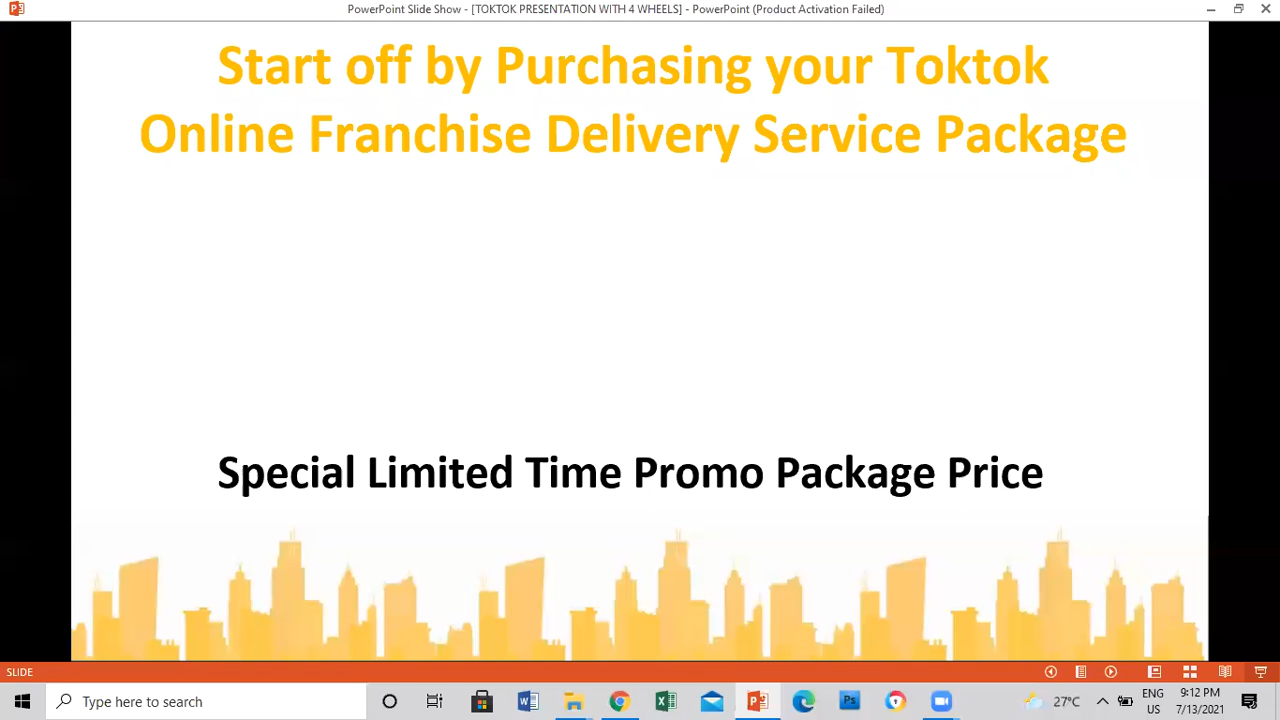 PowerPoint Slide Show - [TOKTOK PRESENTATION WITH 4 WHEELS] - PowerPoint (Product Activation Failed)
Start off by Purchasing your Toktok
Online Franchise Delivery Service Package
Special Limited Time Promo Package Price
SLIDE
Type here to search
27°C
ENG
US
9:12 PM
7/13/2021